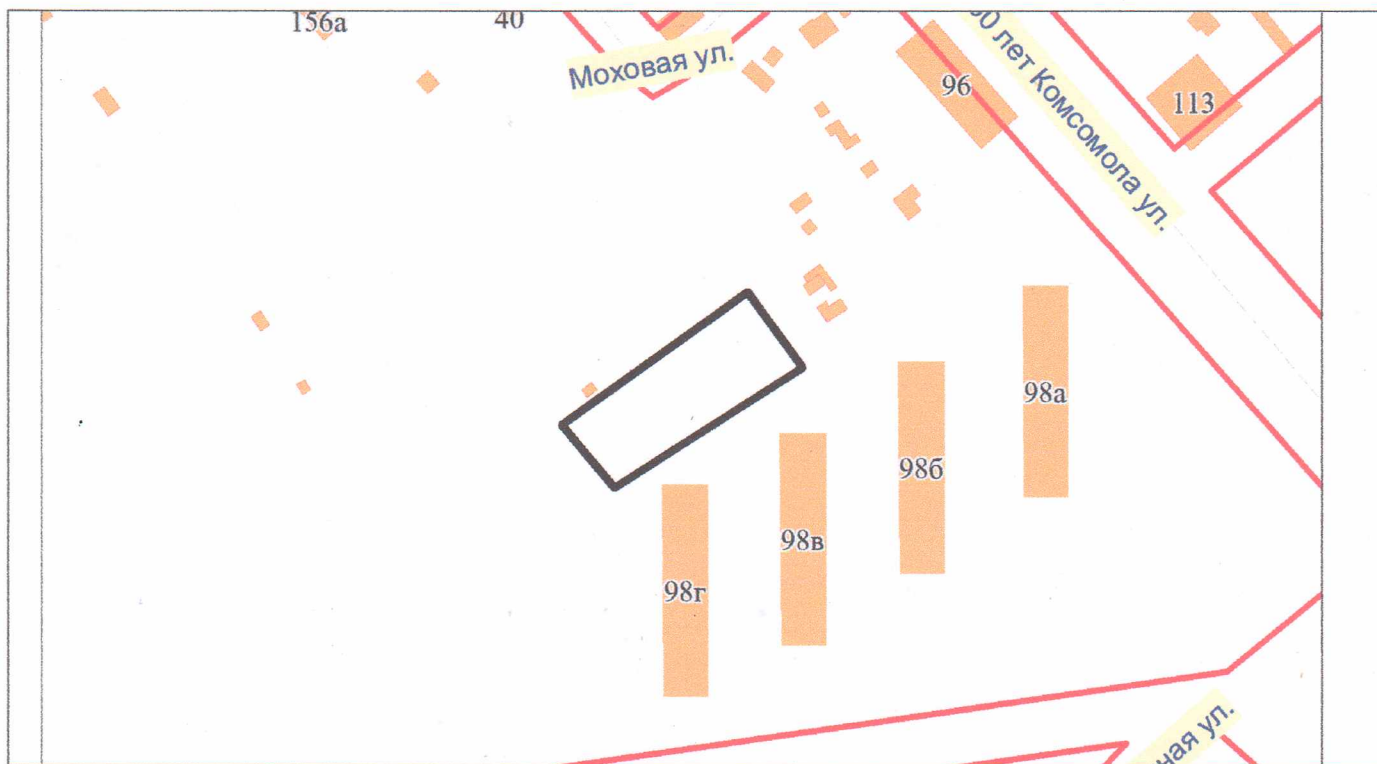 156а
40
Моховая ул.
0 лет Комсомола ул.
96
113
98а
98б
98в
98г
ная ул.